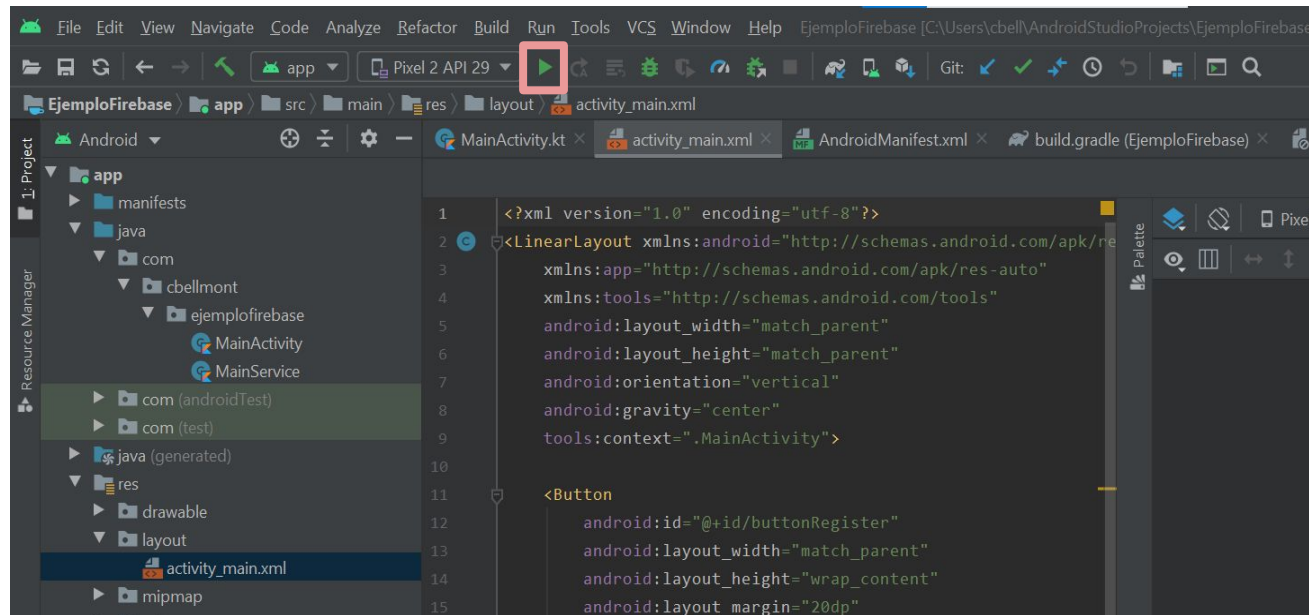 File Edit View Navigate Code Analyze Refactor Build Run Tools VCS Window Help EjemploFirebase [C:\Users\cbell\AndroidStudioProjects\EjemploFirebase
app Pixel 2 API 29 Git:
EjemploFirebase app src main res layout activity_main.xml
1: Project
Resource Manager
Android
app
manifests
java
com
cbellmont
ejemplofirebase
MainActivity
MainService
com (androidTest)
com (test)
java (generated)
res
drawable
layout
activity_main.xml
mipmap
MainActivity.kt activity_main.xml AndroidManifest.xml build.gradle (EjemploFirebase)
1 <?xml version="1.0" encoding="utf-8"?>
2 <LinearLayout xmlns:android="http://schemas.android.com/apk/re
3 xmlns:app="http://schemas.android.com/apk/res-auto"
4 xmlns:tools="http://schemas.android.com/tools"
5 android:layout_width="match_parent"
6 android:layout_height="match_parent"
7 android:orientation="vertical"
8 android:gravity="center"
9 tools:context=".MainActivity">
10
11 <Button
12 android:id="@+id/buttonRegister"
13 android:layout_width="match_parent"
14 android:layout_height="wrap_content"
15 android:layout_margin="20dp"
Palette
Pixe